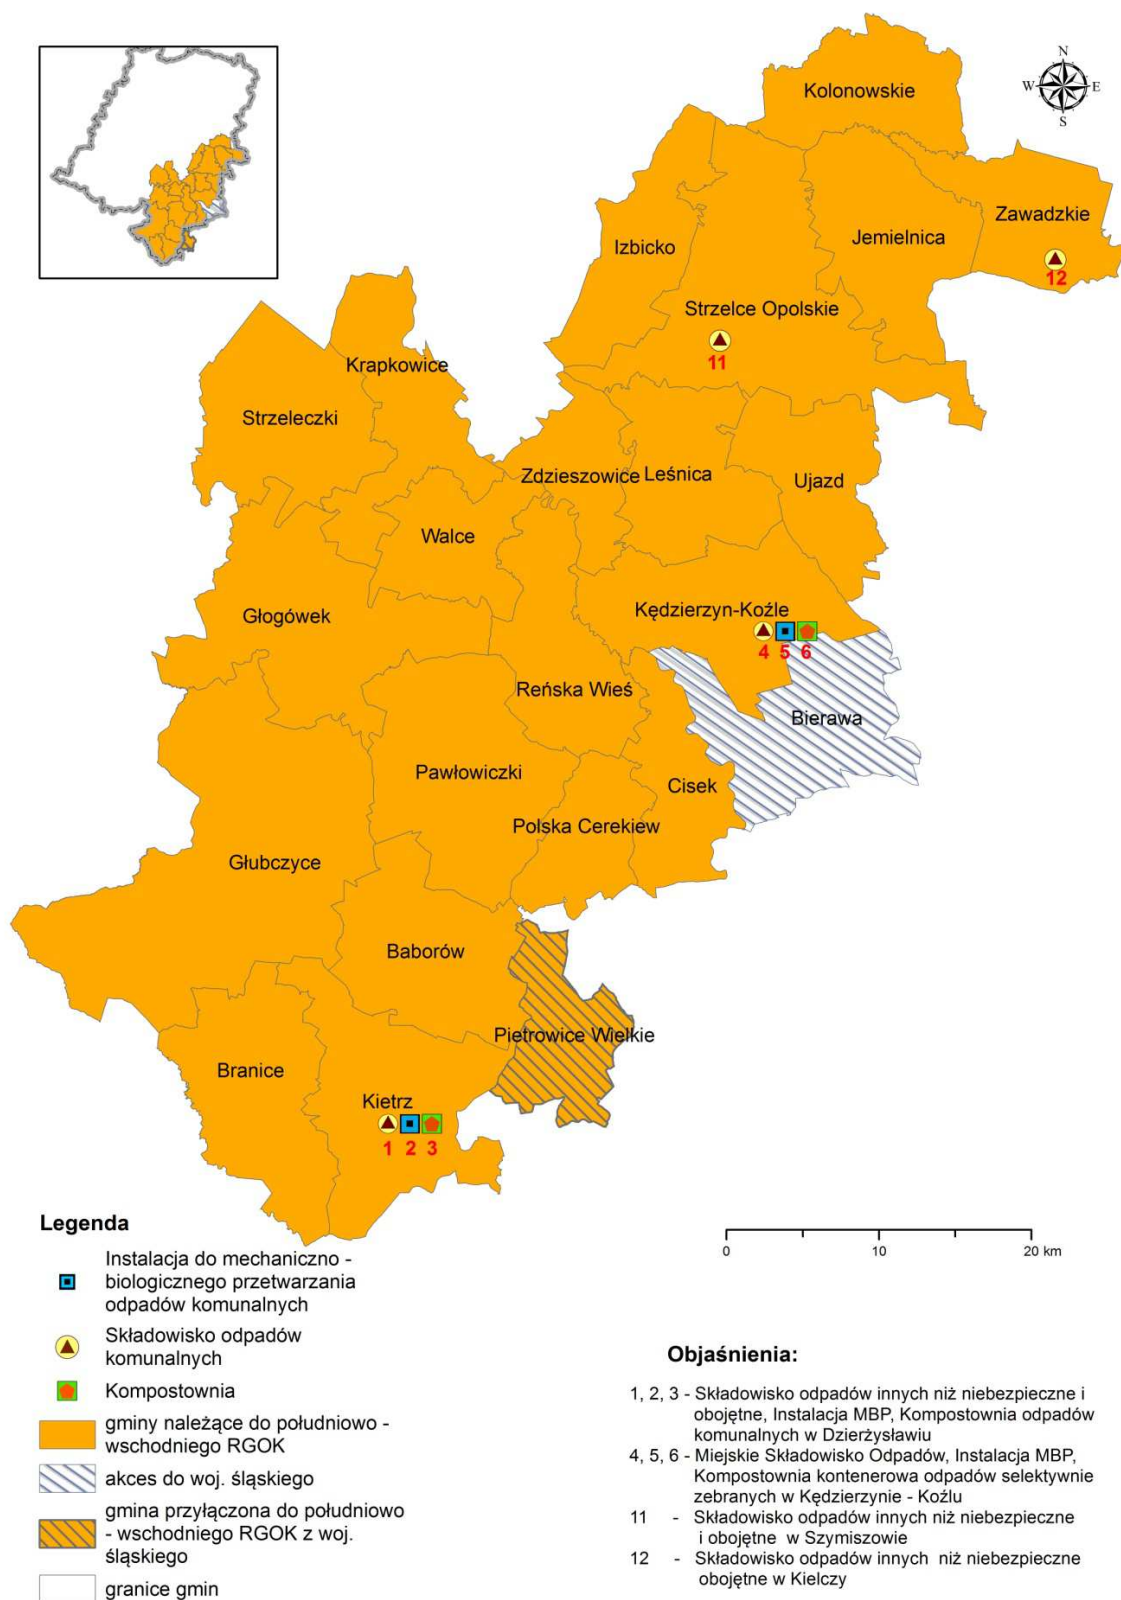 N
W E
S
Kolonowskie
Zawadzkie
12
Jemielnica
Izbicko
Strzelce Opolskie
11
Krapkowice
Strzeleczki
Zdzieszowice
Leśnica
Ujazd
Walce
Głogówek
Kędzierzyn-Koźle
4 5 6
Reńska Wieś
Bierawa
Pawłowiczki
Cisek
Polska Cerekiew
Głubczyce
Baborów
Pietrowice Wielkie
Branice
Kietrz
1 2 3
Legenda
Instalacja do mechaniczno -
biologicznego przetwarzania
odpadów komunalnych
Składowisko odpadów
komunalnych
Kompostownia
gminy należące do południowo -
wschodniego RGOK
akces do woj. śląskiego
gmina przyłączona do południowo
- wschodniego RGOK z woj.
śląskiego
granice gmin
0 10 20 km
Objaśnienia:
1, 2, 3 - Składowisko odpadów innych niż niebezpieczne i
obojętne, Instalacja MBP, Kompostownia odpadów
komunalnych w Dzierżysławiu
4, 5, 6 - Miejskie Składowisko Odpadów, Instalacja MBP,
Kompostownia kontenerowa odpadów selektywnie
zebranych w Kędzierzynie - Koźlu
11 - Składowisko odpadów innych niż niebezpieczne
i obojętne w Szymiszowie
12 - Składowisko odpadów innych niż niebezpieczne
obojętne w Kielczy